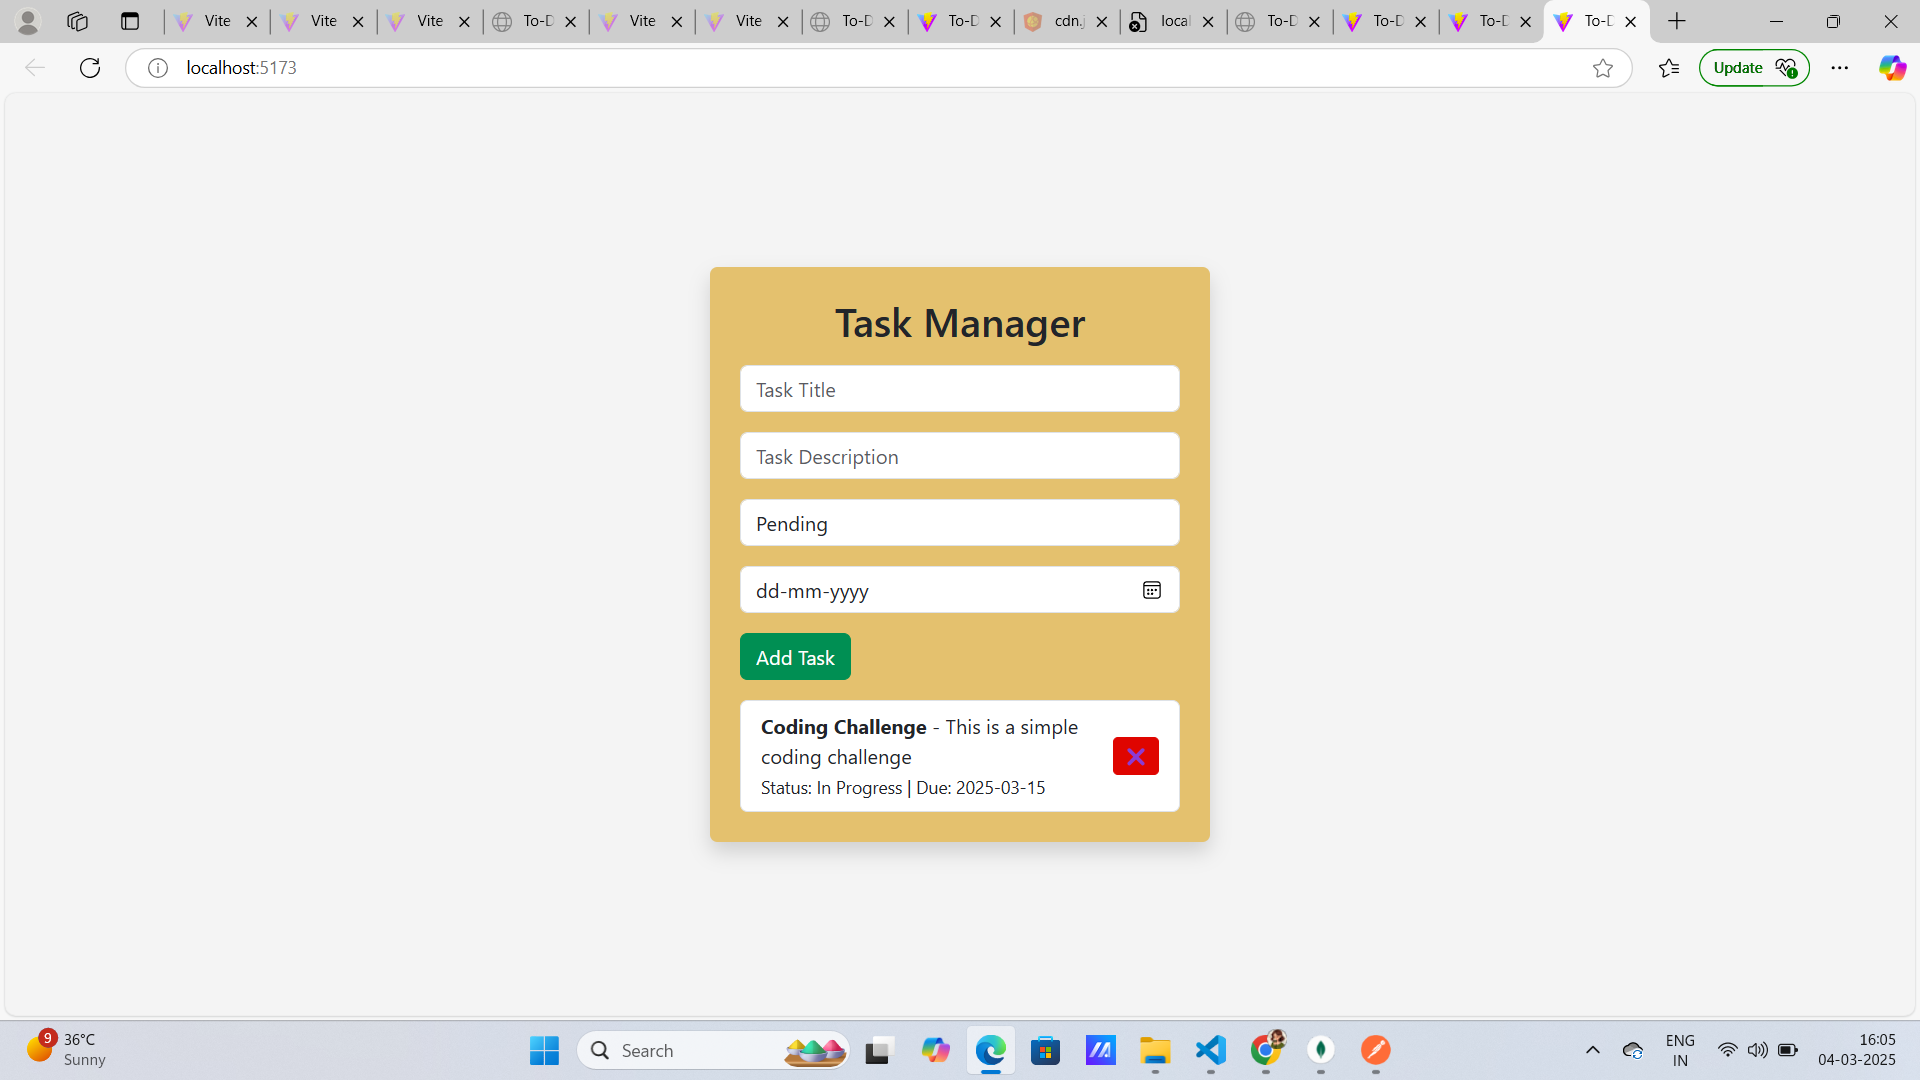 Vite
Vite
Vite
To-D
Vite
Vite
To-D
To-D
cdn.j
local
To-D
To-D
To-D
To-D
localhost:5173
Update
Task Manager
Task Title
Task Description
Pending
dd-mm-yyyy
Add Task
Coding Challenge - This is a simple
coding challenge
Status: In Progress | Due: 2025-03-15
9
36°C
Sunny
Search
ENG
IN
16:05
04-03-2025